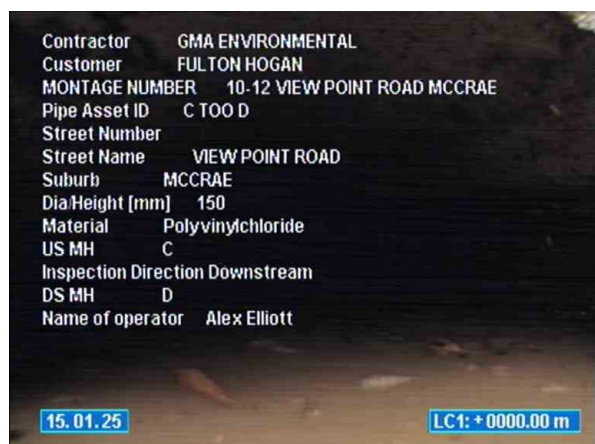 Contractor GMA ENVIRONMENTAL
Customer FULTON HOGAN
MONTAGE NUMBER 10-12 VIEW POINT ROAD MCCRAE
Pipe Asset ID C TOO D
Street Number
Street Name VIEW POINT ROAD
Suburb MCCRAE
Dia/Height [mm] 150
Material Polyvinylchloride
US MH C
Inspection Direction Downstream
DS MH D
Name of operator Alex Elliott
15.01.25 LC1: +0000.00 m